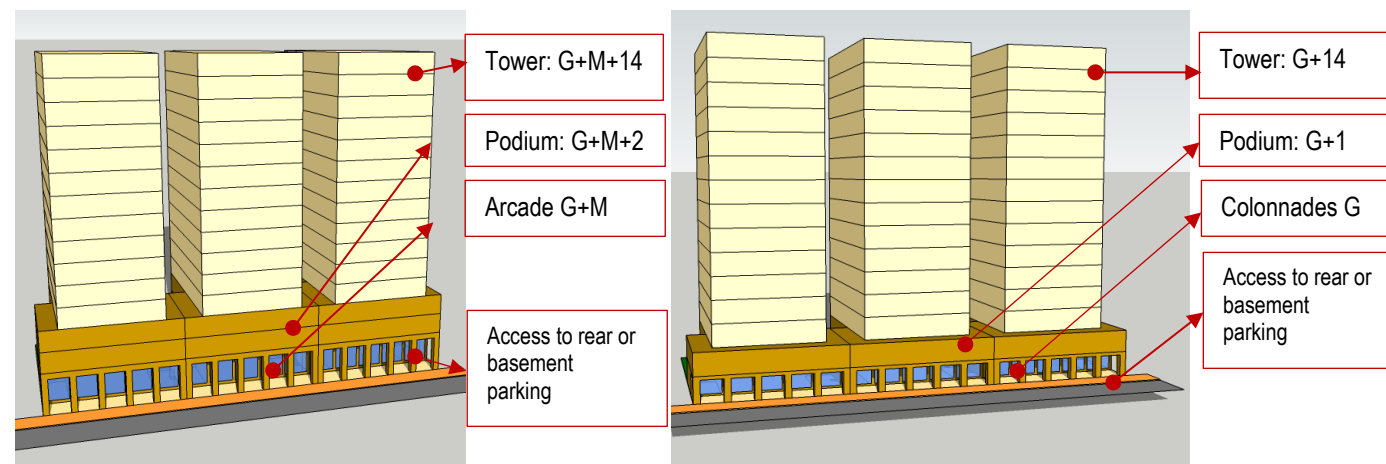 Tower: G+M+14
Podium: G+M+2
Arcade G+M
Access to rear or
basement
parking
Tower: G+14
Podium: G+1
Colonnades G
Access to rear or
basement
parking